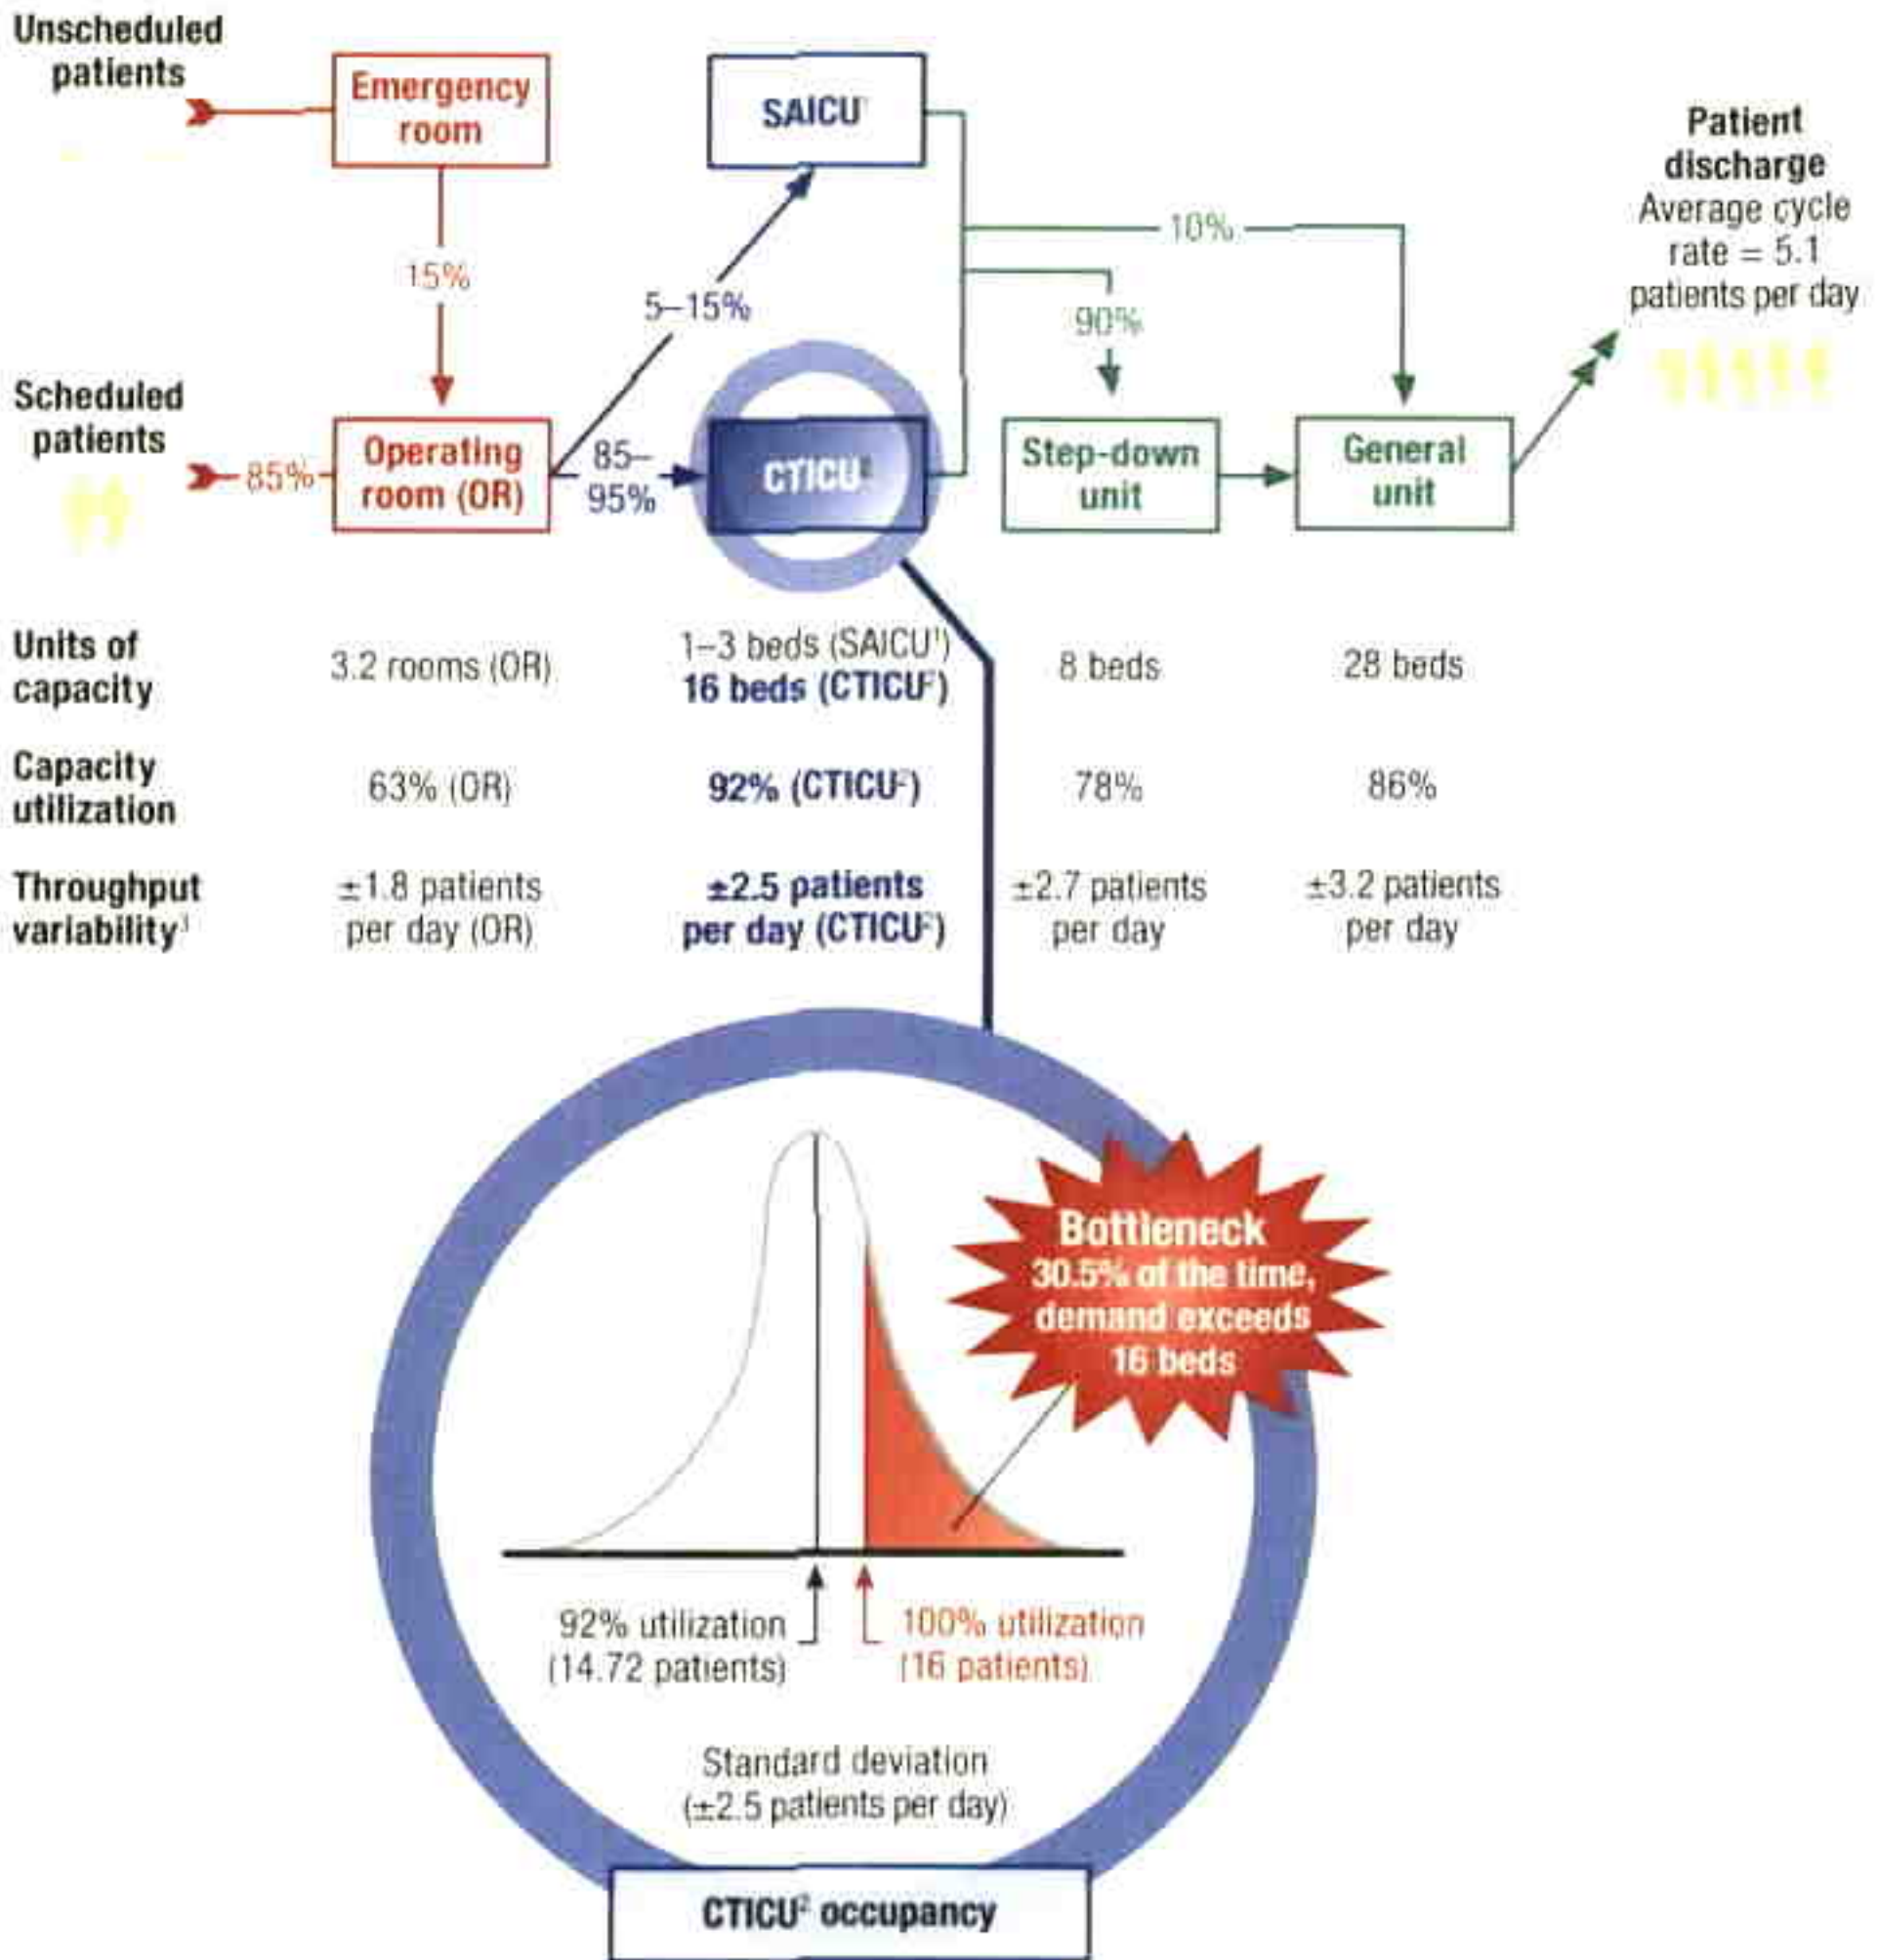 Unscheduled
patients
Emergency
room
SAICU¹
Patient
discharge
Average cycle
rate = 5.1
patients per day
15%
5–15%
10%
90%
Scheduled
patients
85%
Operating
room (OR)
85–
95%
CTICU²
Step-down
unit
General
unit
Units of
capacity
3.2 rooms (OR)
1–3 beds (SAICU¹)
16 beds (CTICU²)
8 beds
28 beds
Capacity
utilization
63% (OR)
92% (CTICU²)
78%
86%
Throughput
variability³
±1.8 patients
per day (OR)
±2.5 patients
per day (CTICU²)
±2.7 patients
per day
±3.2 patients
per day
Bottleneck
30.5% of the time,
demand exceeds
16 beds
92% utilization
(14.72 patients)
100% utilization
(16 patients)
Standard deviation
(±2.5 patients per day)
CTICU² occupancy